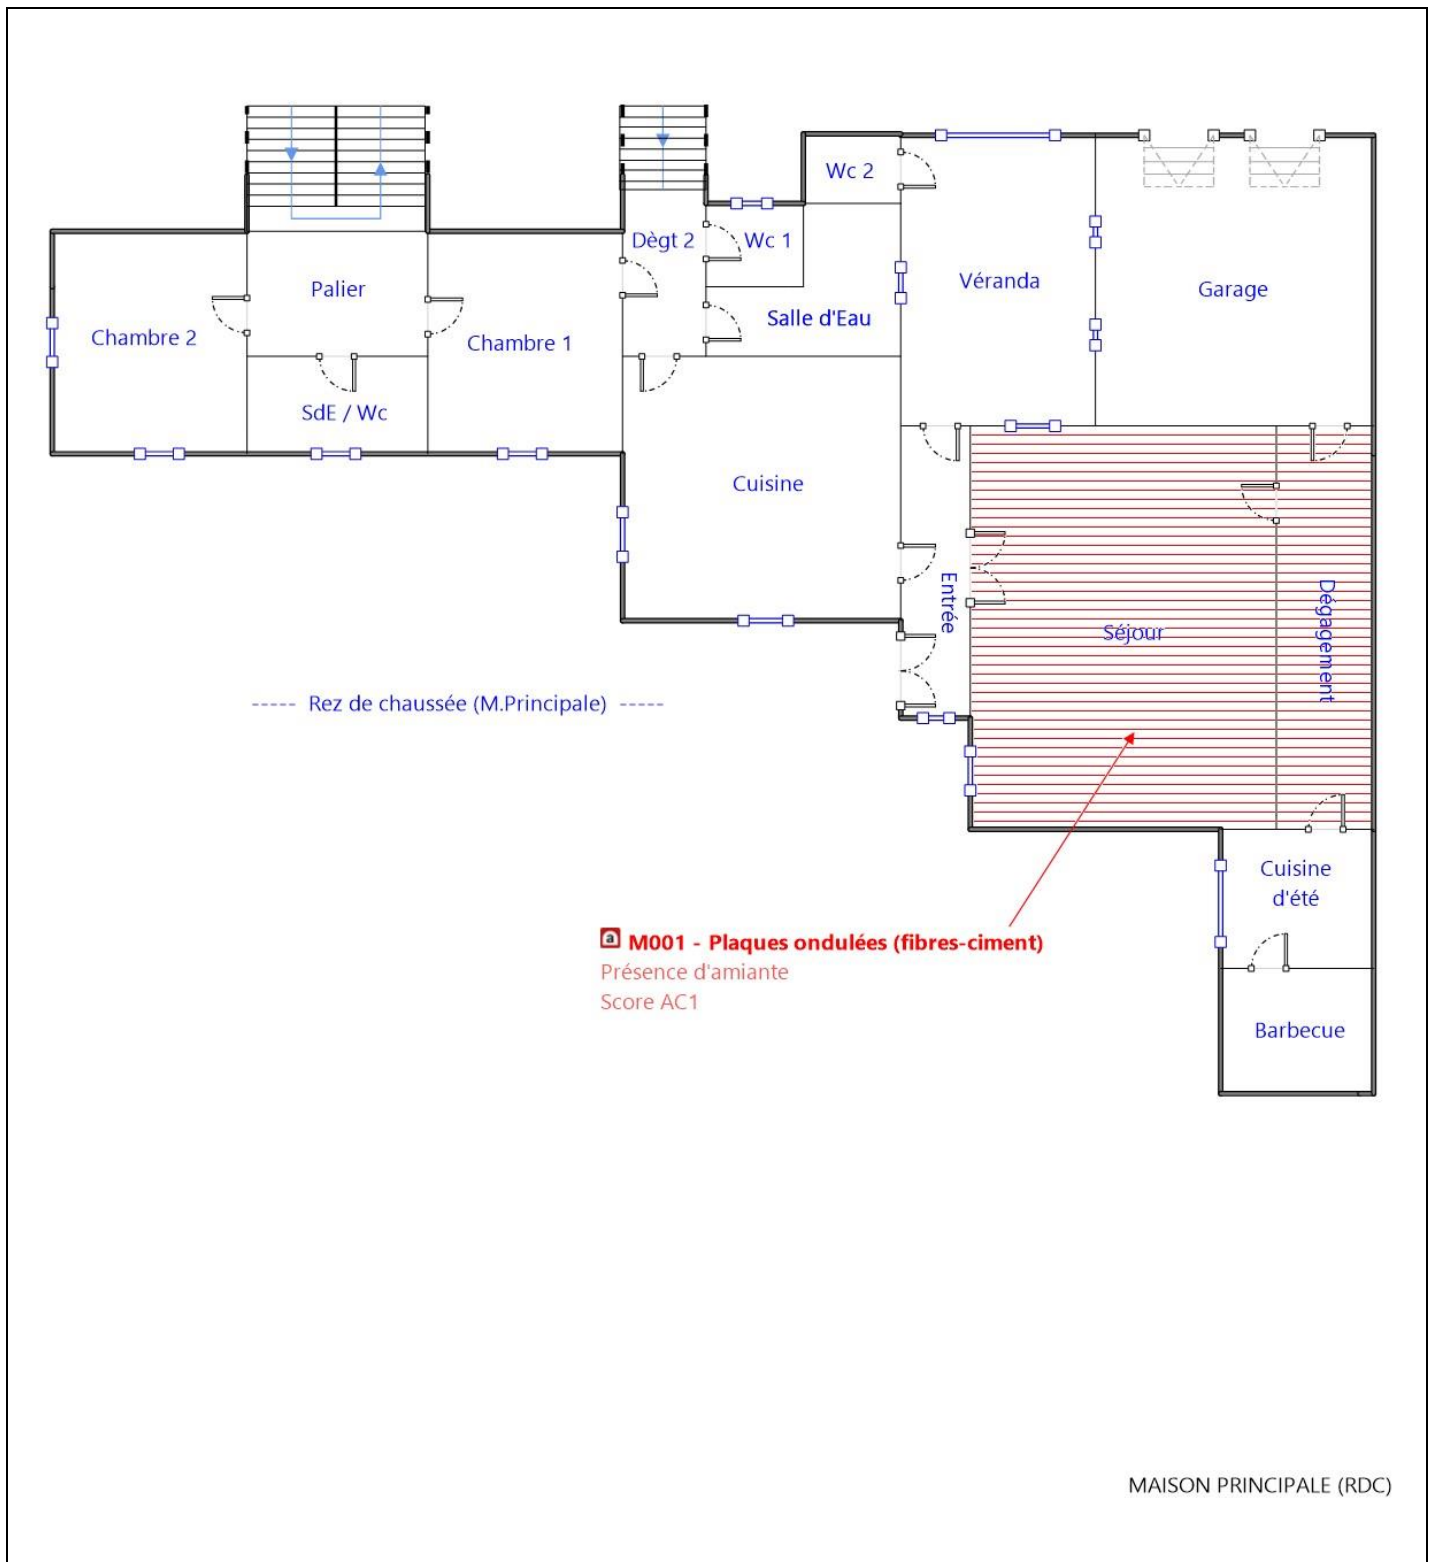 Wc 2
Dègt 2
Wc 1
Palier
Véranda
Garage
Chambre 2
Chambre 1
Salle d'Eau
SdE / Wc
Cuisine
Entrée
Séjour
Dégagement
----- Rez de chaussée (M.Principale) -----
Cuisine
d'été
a M001 - Plaques ondulées (fibres-ciment)
Présence d'amiante
Score AC1
Barbecue
MAISON PRINCIPALE (RDC)